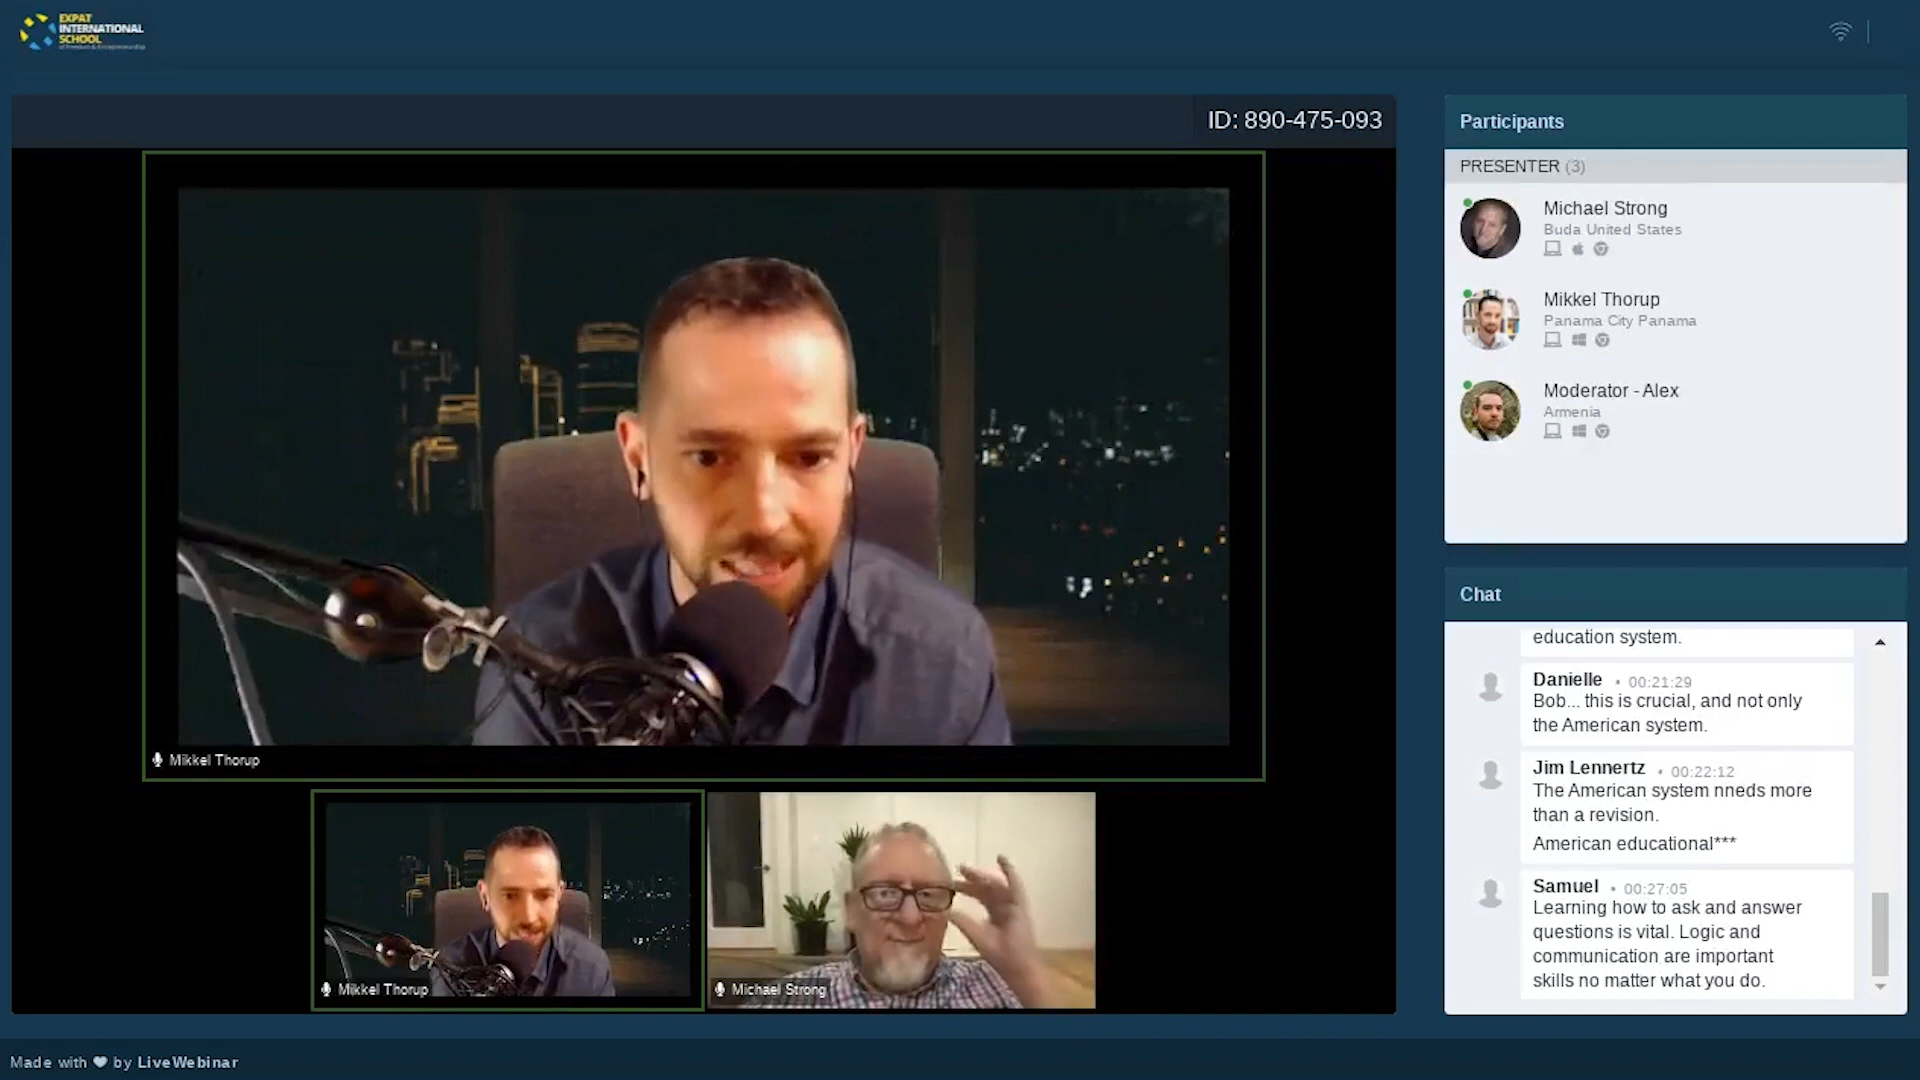 EXPAT
INTERNATIONAL
SCHOOL
of Freedom & Entrepreneurship
ID: 890-475-093
Mikkel Thorup
Mikkel Thorup
Michael Strong
Participants
PRESENTER (3)
Michael Strong
Buda United States
Mikkel Thorup
Panama City Panama
Moderator - Alex
Armenia
Chat
education system.
Danielle • 00:21:29
Bob... this is crucial, and not only
the American system.
Jim Lennertz • 00:22:12
The American system nneds more
than a revision.
American educational***
Samuel • 00:27:05
Learning how to ask and answer
questions is vital. Logic and
communication are important
skills no matter what you do.
Made with ❤ by LiveWebinar